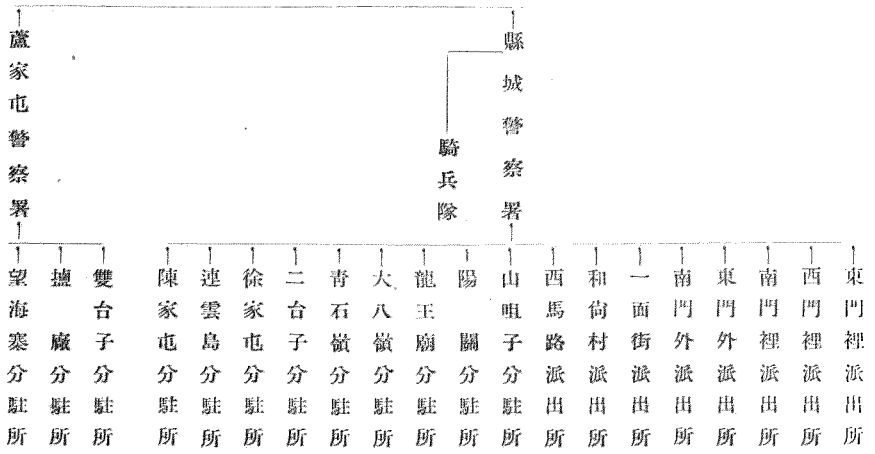 縣城警察署
騎兵隊
東門裡派出所
西門裡派出所
南門裡派出所
東門外派出所
南門外派出所
一面街派出所
和尙村派出所
西馬路派出所
山咀子分駐所
陽關分駐所
龍王廟分駐所
大八嶺分駐所
靑石嶺分駐所
二台子分駐所
徐家屯分駐所
連雲島分駐所
陳家屯分駐所
蘆家屯警察署
雙台子分駐所
鹽廠分駐所
望海寨分駐所